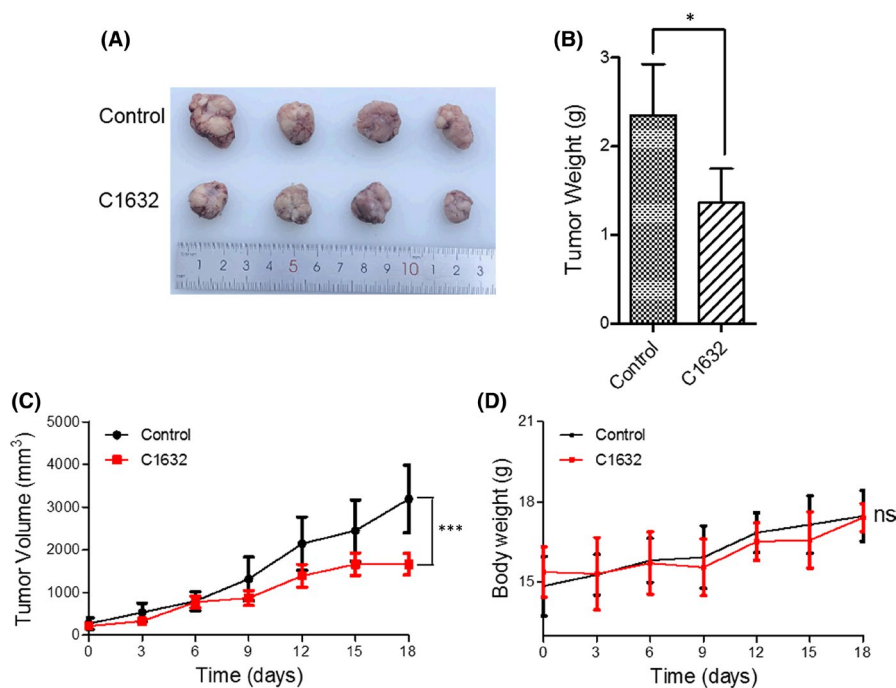 (A)
Control
C1632
1 2 3 4 5 6 7 8 9 10 1 2 3
(B)
*
Tumor Weight (g)
3
2
1
0
Control
C1632
(C)
Tumor Volume (mm³)
5000
4000
3000
2000
1000
0
Control
C1632
***
0 3 6 9 12 15 18
Time (days)
(D)
Body weight (g)
21
18
15
Control
C1632
ns
0 3 6 9 12 15 18
Time (days)